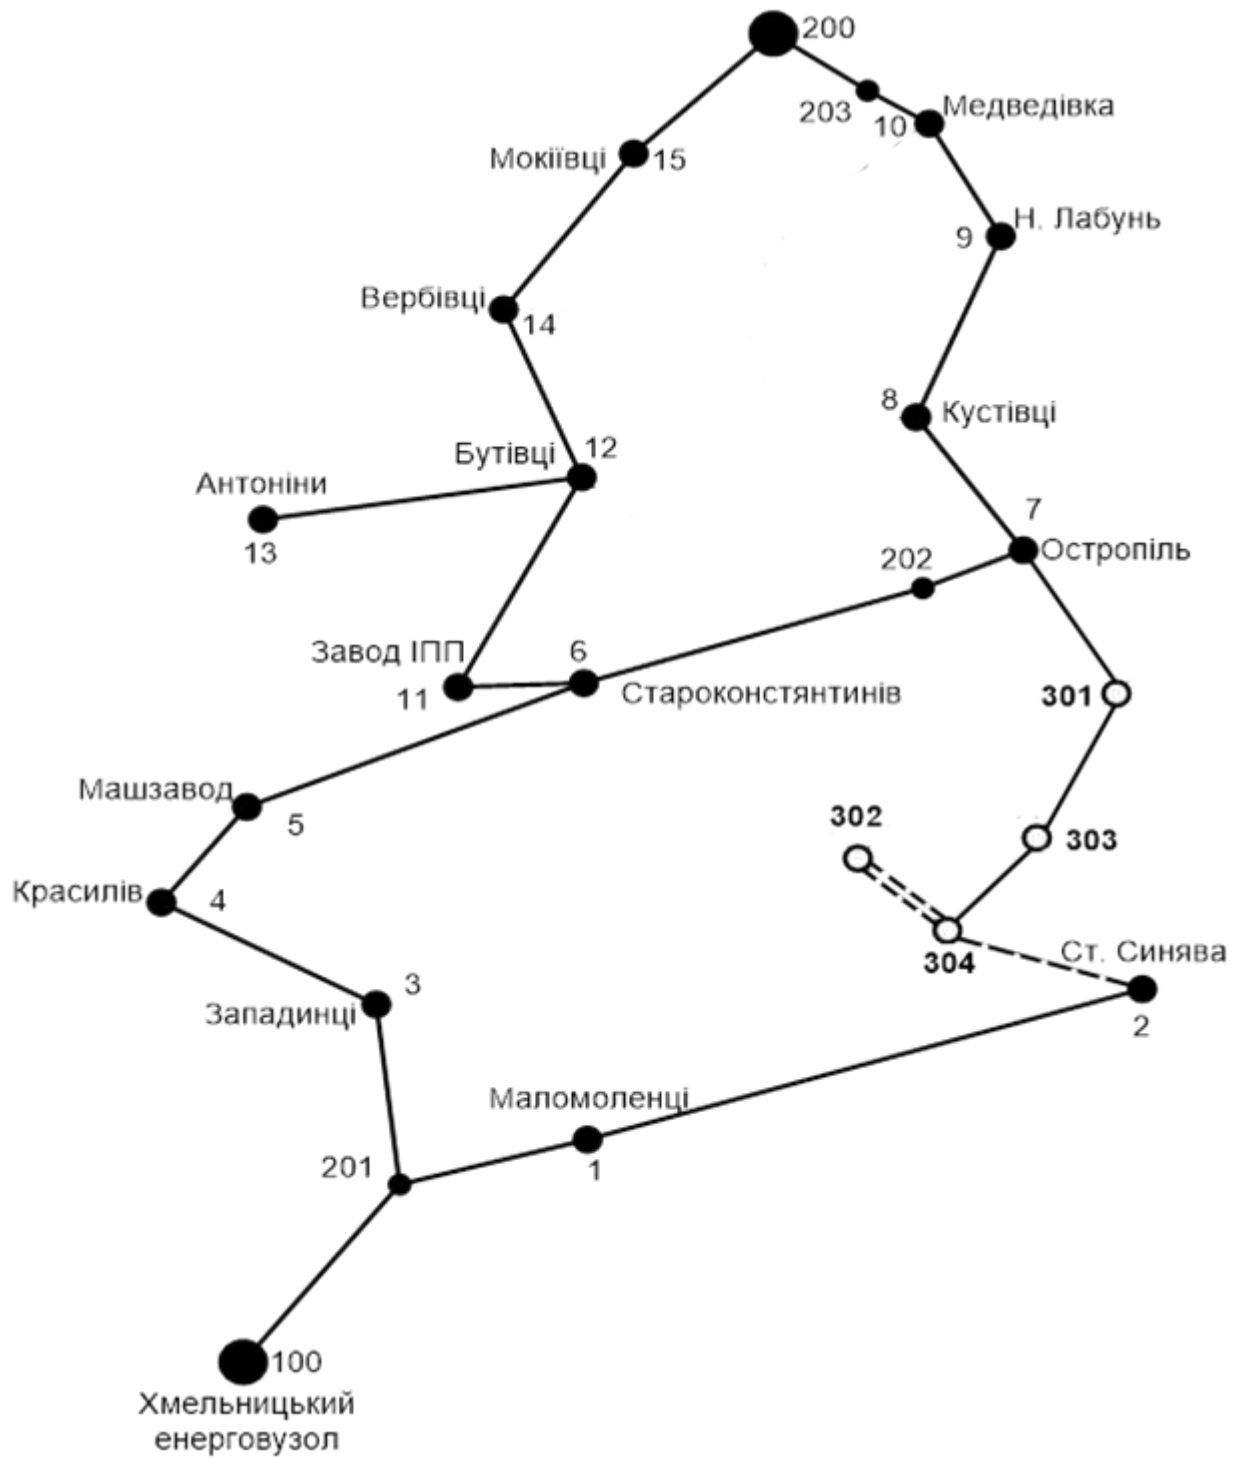 200
203
10
Медведівка
Мокіївці
15
9
Н. Лабунь
Вербівці
14
8
Кустівці
Бутівці
12
Антоніни
13
7
Остропіль
202
Завод ІПП
11
6
Староконстянтинів
301
Машзавод
5
302
303
Красилів
4
304
Ст. Синява
2
3
Западинці
Маломоленці
1
201
100
Хмельницький
енерговузол